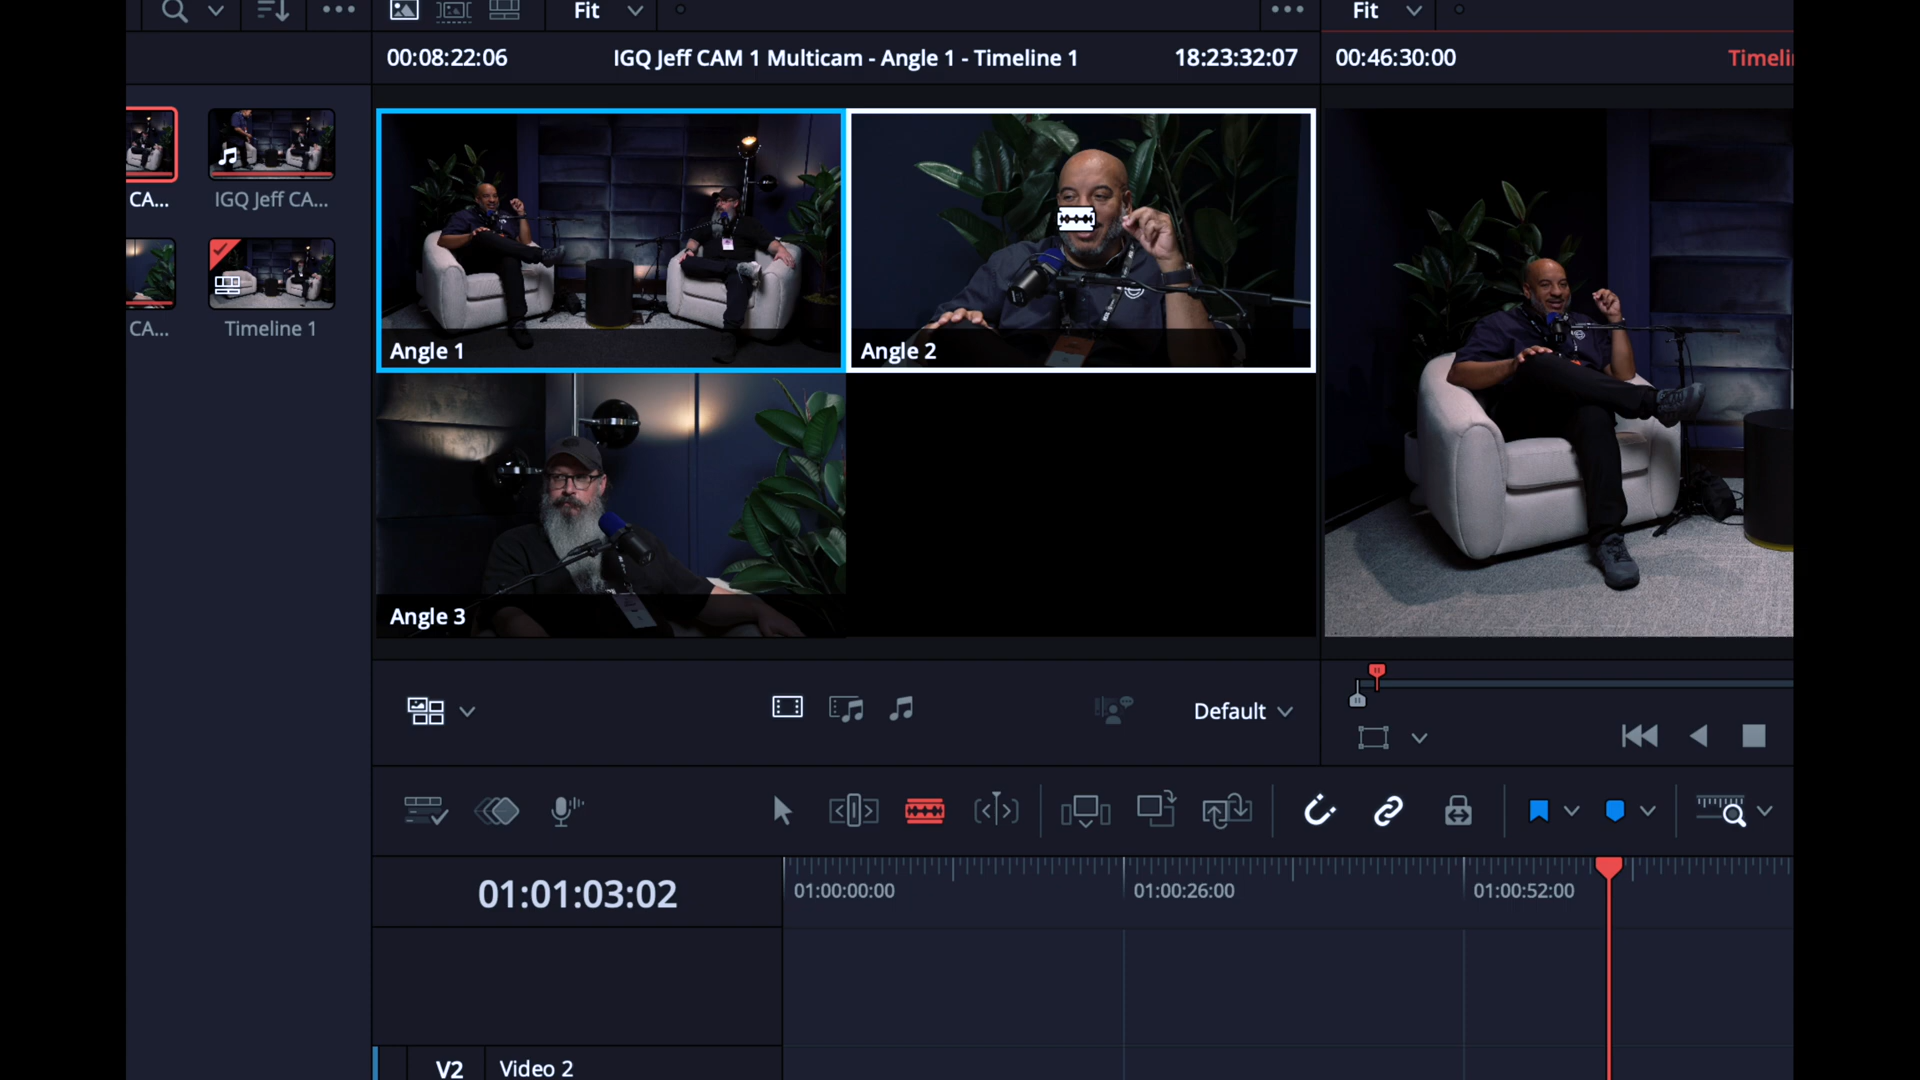 Fit
Fit
00:08:22:06
IGQ Jeff CAM 1 Multicam - Angle 1 - Timeline 1
18:23:32:07
00:46:30:00
Timeli
CA...
IGQ Jeff CA...
CA...
Timeline 1
Angle 1
Angle 2
Angle 3
Default
01:01:03:02
01:00:00:00
01:00:26:00
01:00:52:00
V2
Video 2